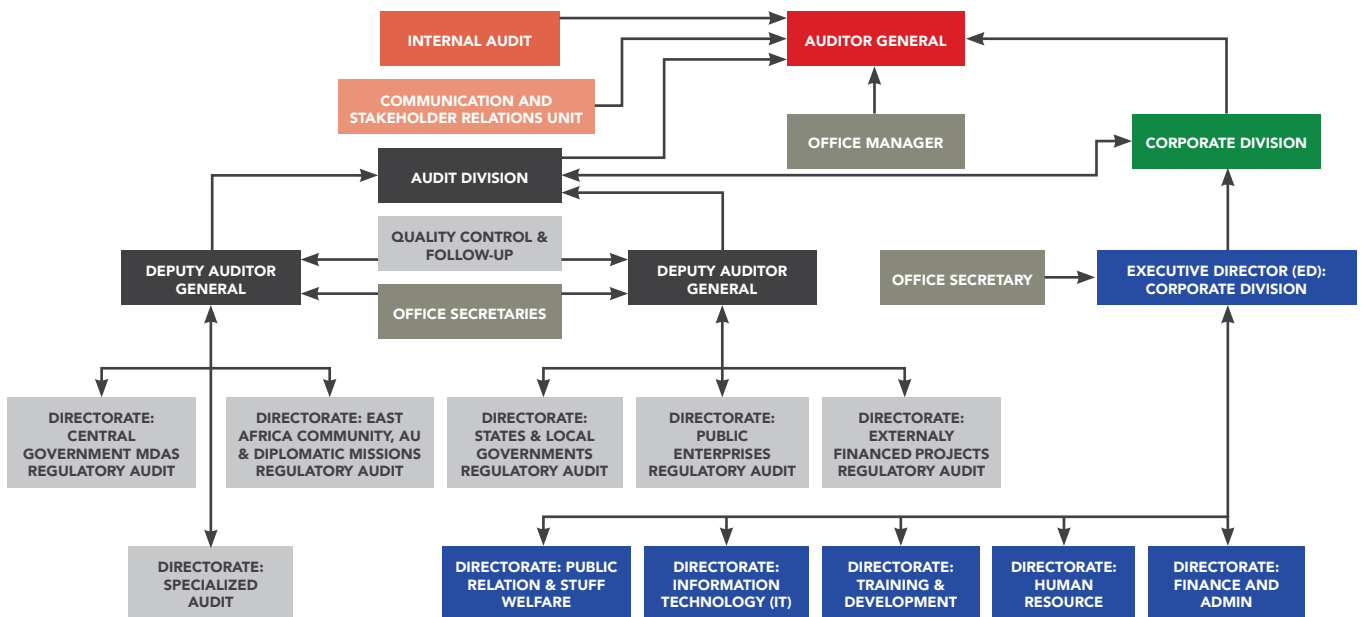 INTERNAL AUDIT
AUDITOR GENERAL
COMMUNICATION AND
STAKEHOLDER RELATIONS UNIT
OFFICE MANAGER
CORPORATE DIVISION
AUDIT DIVISION
QUALITY CONTROL &
FOLLOW-UP
DEPUTY AUDITOR
GENERAL
DEPUTY AUDITOR
GENERAL
OFFICE SECRETARY
EXECUTIVE DIRECTOR (ED):
CORPORATE DIVISION
OFFICE SECRETARIES
DIRECTORATE:
CENTRAL
GOVERNMENT MDAS
REGULATORY AUDIT
DIRECTORATE: EAST
AFRICA COMMUNITY, AU
& DIPLOMATIC MISSIONS
REGULATORY AUDIT
DIRECTORATE:
STATES & LOCAL
GOVERNMENTS
REGULATORY AUDIT
DIRECTORATE:
PUBLIC
ENTERPRISES
REGULATORY AUDIT
DIRECTORATE:
EXTERNALY
FINANCED PROJECTS
REGULATORY AUDIT
DIRECTORATE:
SPECIALIZED
AUDIT
DIRECTORATE: PUBLIC
RELATION & STUFF
WELFARE
DIRECTORATE:
INFORMATION
TECHNOLOGY (IT)
DIRECTORATE:
TRAINING &
DEVELOPMENT
DIRECTORATE:
HUMAN
RESOURCE
DIRECTORATE:
FINANCE AND
ADMIN